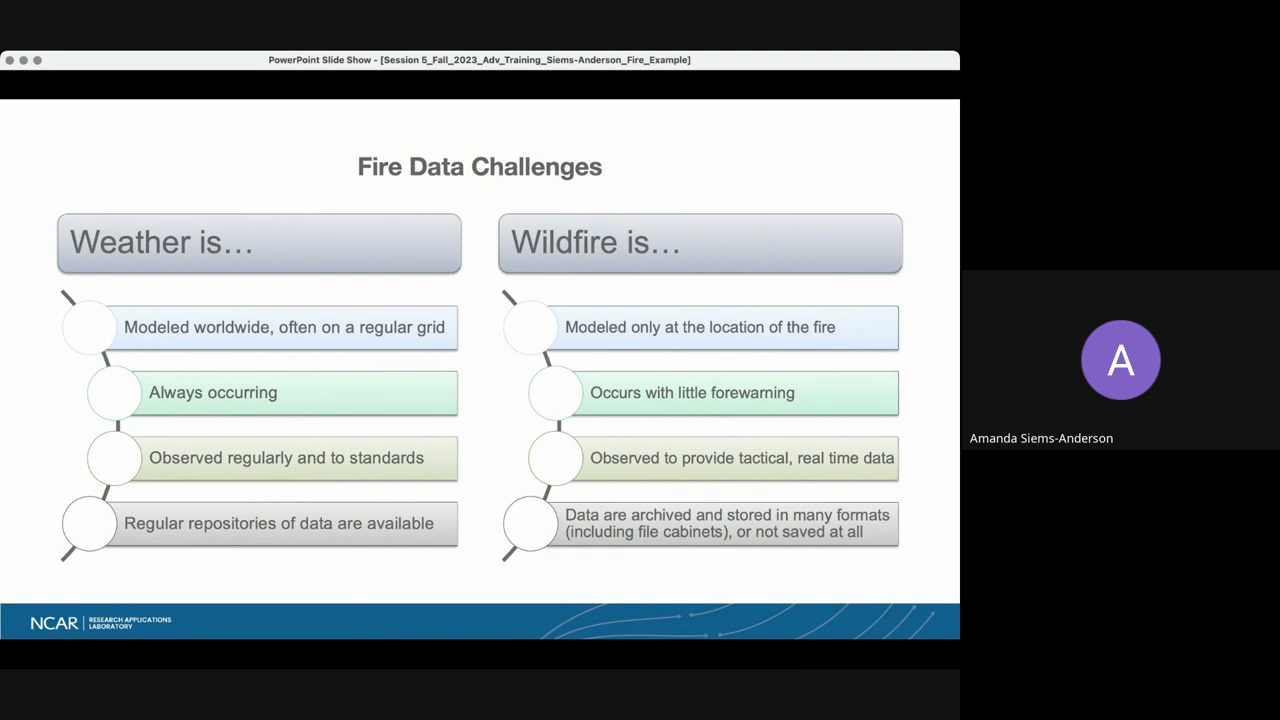 PowerPoint Slide Show - [Session 5_Fall_2023_Adv_Training_Siems-Anderson_Fire_Example]
Fire Data Challenges
Weather is…
Modeled worldwide, often on a regular grid
Always occurring
Observed regularly and to standards
Regular repositories of data are available
Wildfire is…
Modeled only at the location of the fire
Occurs with little forewarning
Observed to provide tactical, real time data
Data are archived and stored in many formats
(including file cabinets), or not saved at all
NCAR
RESEARCH APPLICATIONS
LABORATORY
A
Amanda Siems-Anderson